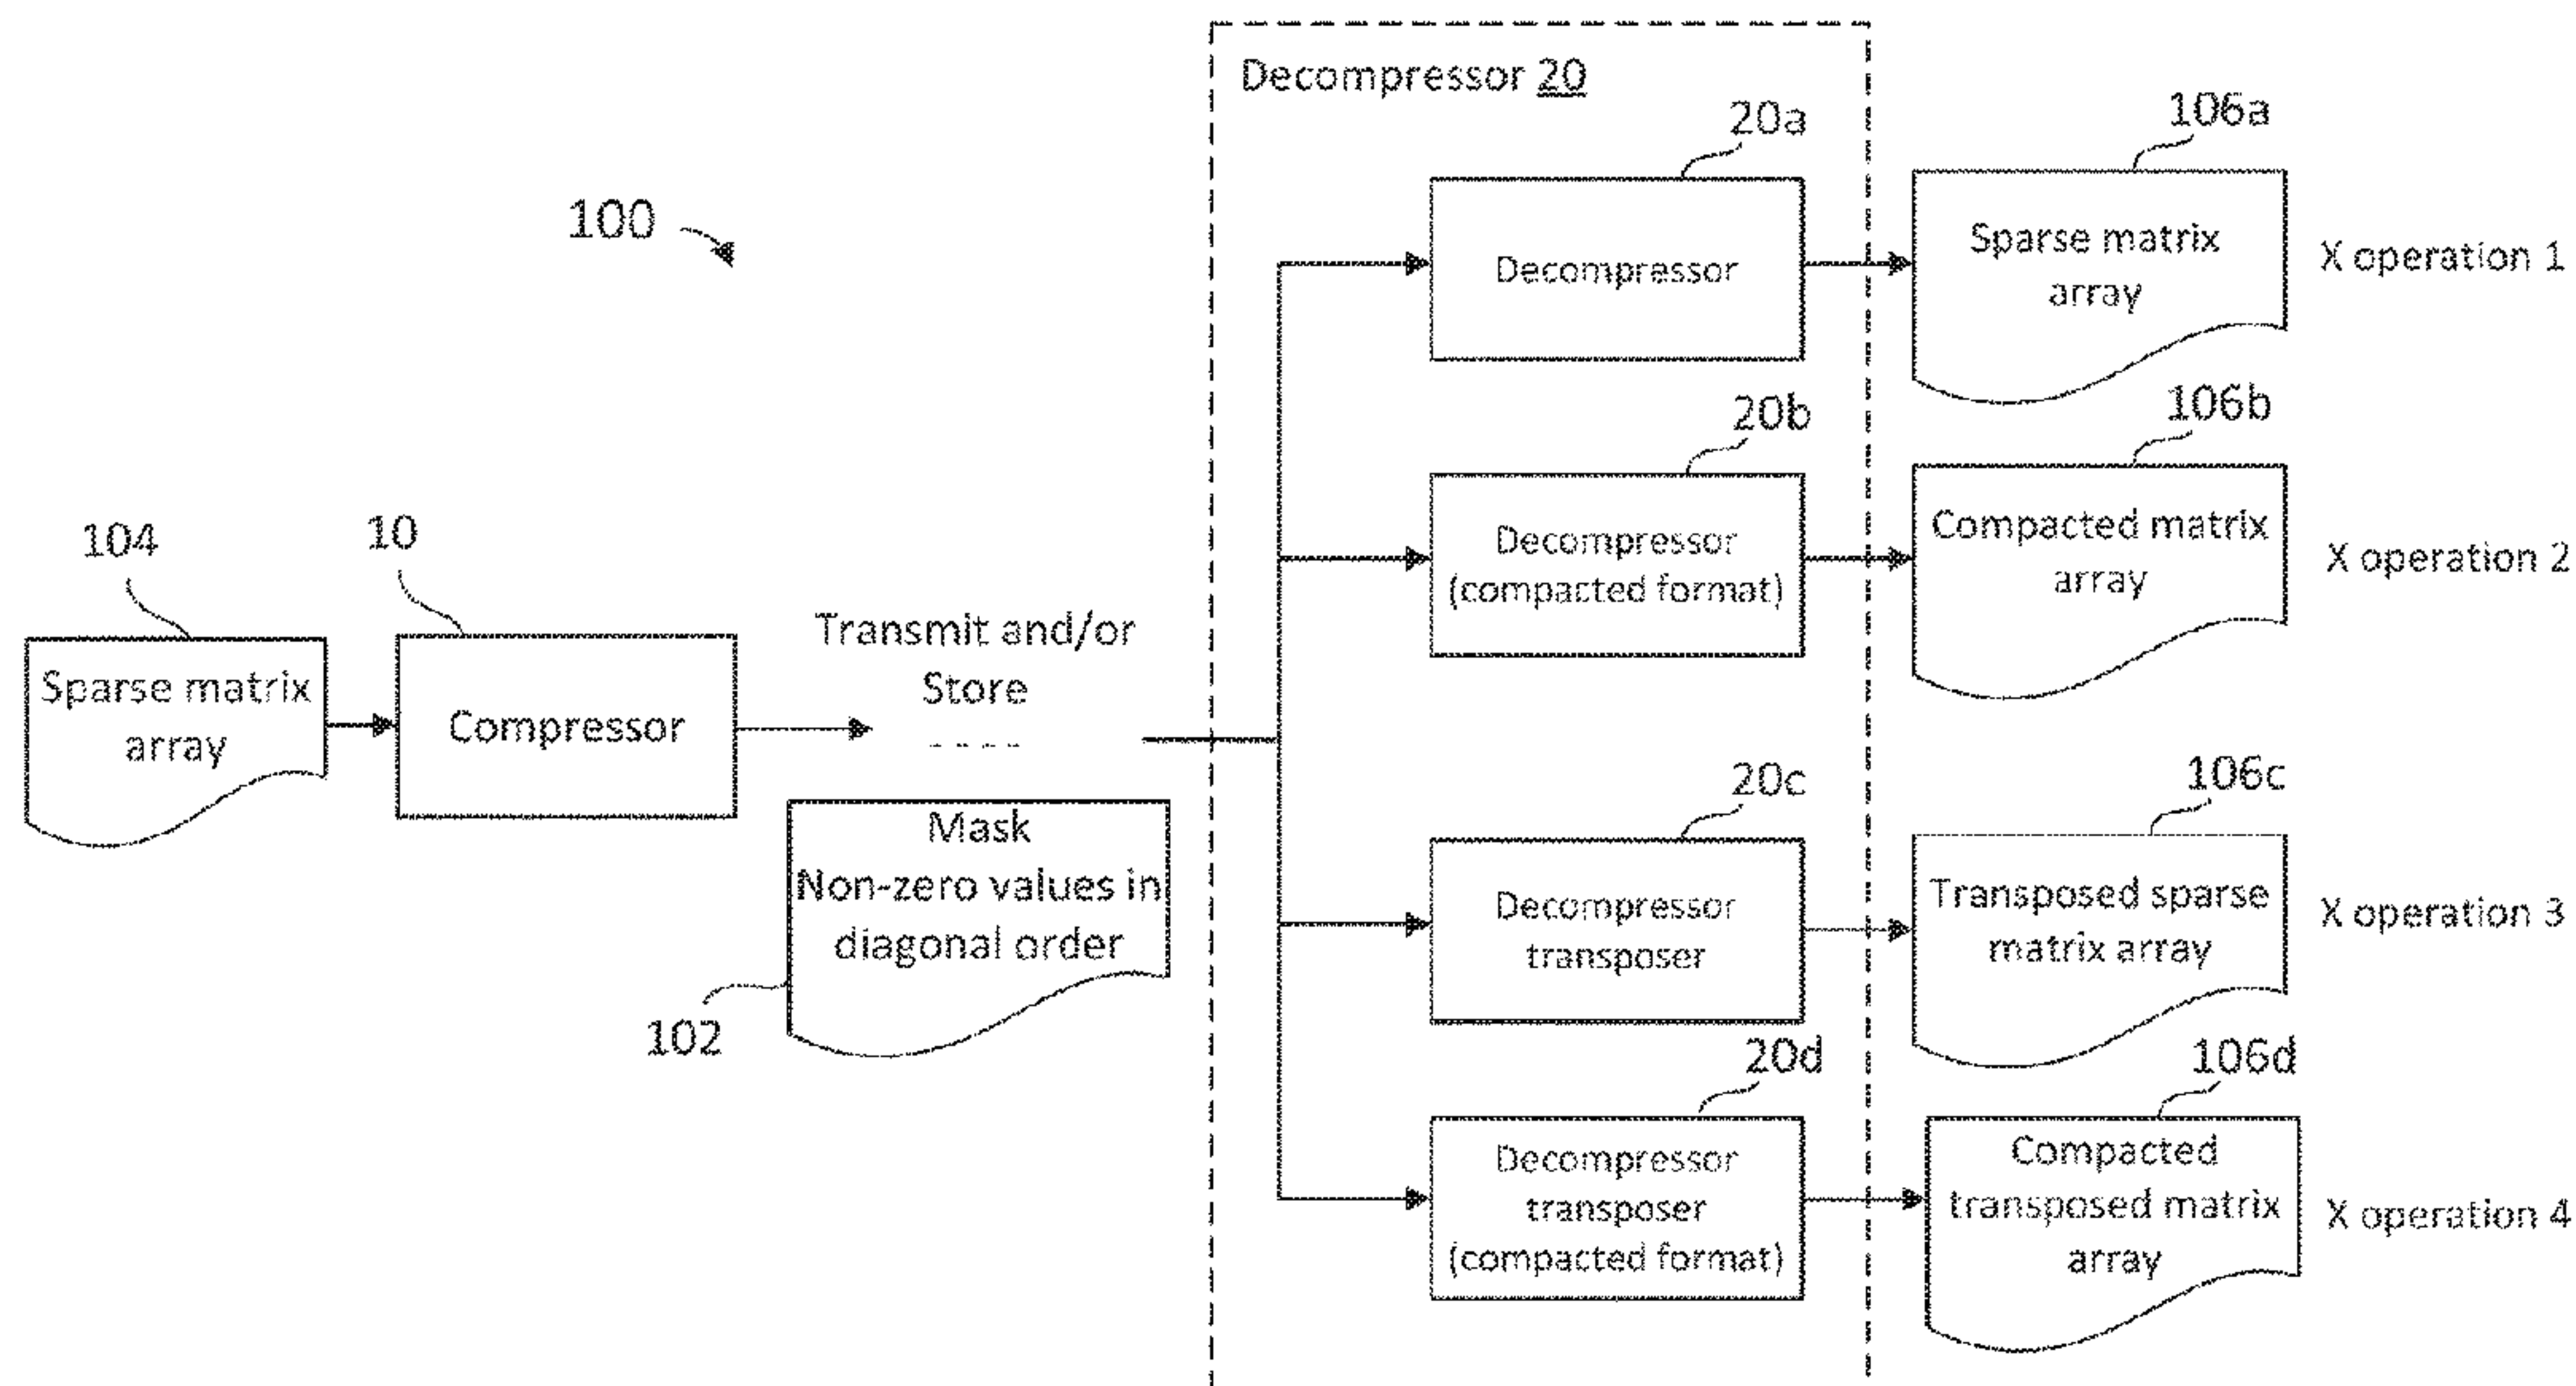 Decompressor 20
20a
106a
100
Decompressor
Sparse matrix
array
X operation 1
20b
106b
Decompressor
(compacted format)
Compacted matrix
array
X operation 2
104
10
Sparse matrix
array
Compressor
Transmit and/or
Store
Mask
Non-zero values in
diagonal order
102
20c
106c
Decompressor
transposer
Transposed sparse
matrix array
X operation 3
20d
106d
Decompressor
transposer
(compacted format)
Compacted
transposed matrix
array
X operation 4